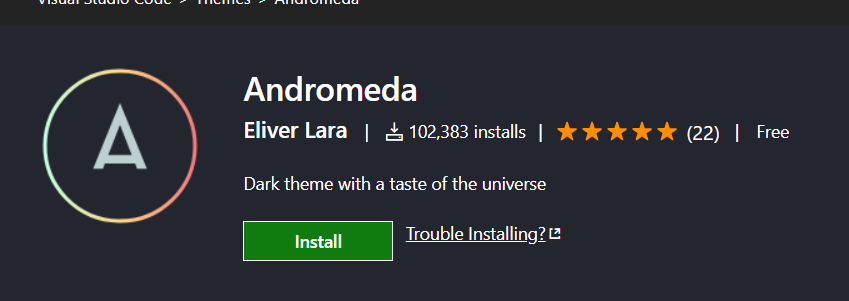 Visual Studio Code > Themes > Andromeda
A
Andromeda
Eliver Lara | 102,383 installs | (22) | Free
Dark theme with a taste of the universe
Install Trouble Installing?